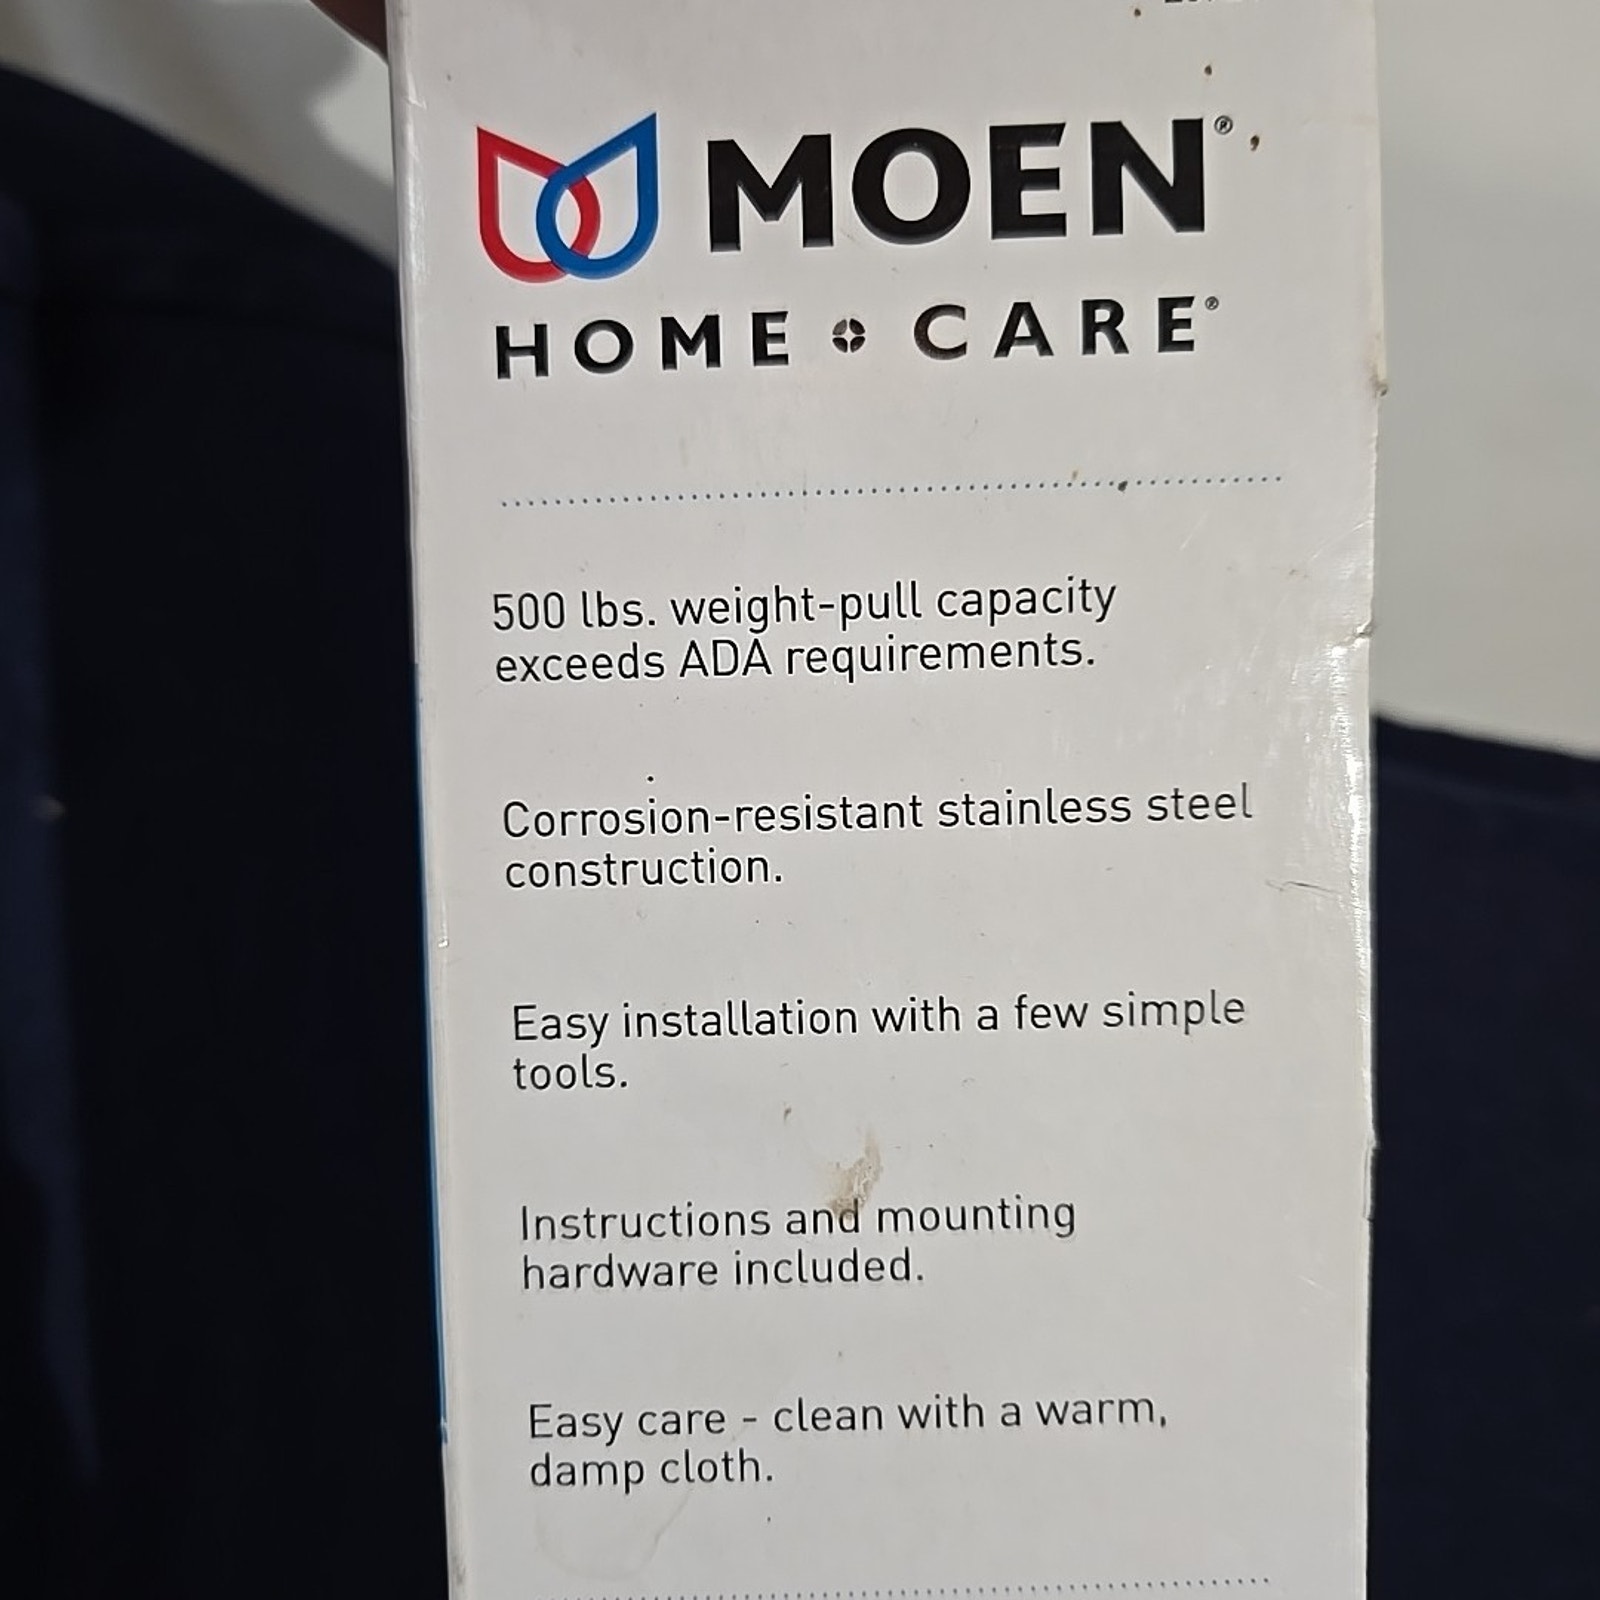 MOEN®
HOME CARE®
500 lbs. weight-pull capacity
exceeds ADA requirements.
Corrosion-resistant stainless steel
construction.
Easy installation with a few simple
tools.
Instructions and mounting
hardware included.
Easy care - clean with a warm,
damp cloth.